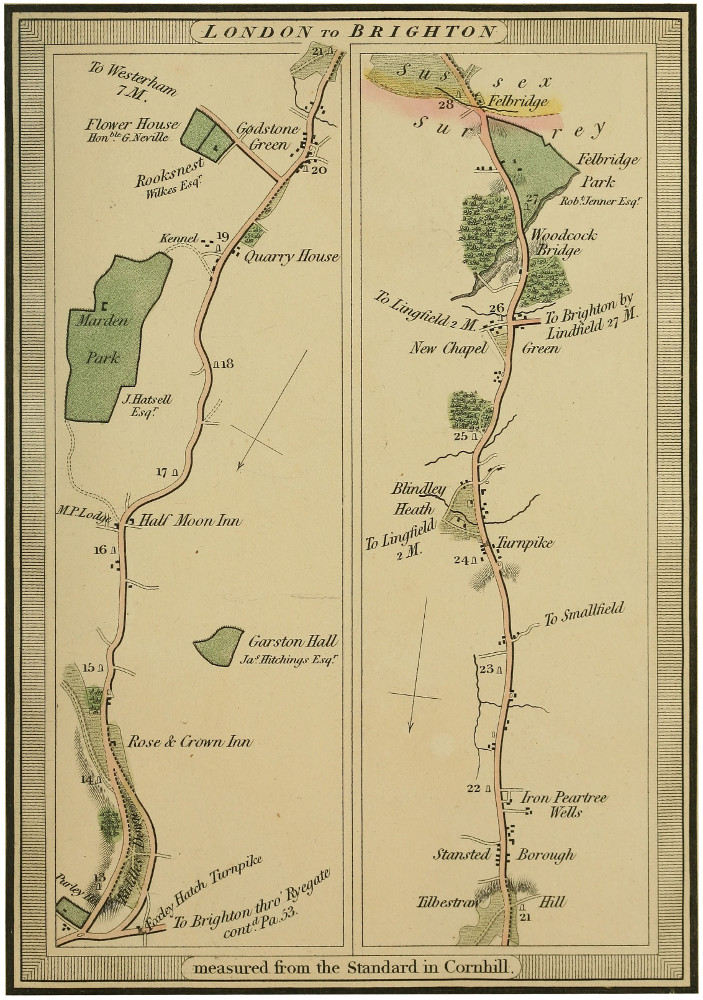 LONDON TO BRIGHTON
21
To Westerham
7 M.
Flower House
Honble G. Neville
Godstone
Green
Rooksnest
Wilkes Esqr.
20
Kennel
19
Quarry House
Marden
Park
18
J. Hatsell
Esqr.
17
M.P. Lodge
Half Moon Inn
16
Garston Hall
Jas. Hitchings Esqr.
15
Rose & Crown Inn
14
13
Purley
Riddles Down
Foxley Hatch Turnpike
To Brighton thro' Ryegate
contd. Pa. 53.
Sussex
28
Felbridge
Surrey
Felbridge
Park
Robt. Jenner Esqr.
27
Woodcock
Bridge
To Lingfield 2 M.
26
To Brighton by
Lindfield 27 M.
New Chapel Green
25
Blindley
Heath
To Lingfield
2 M.
Turnpike
24
To Smallfield
23
22
Iron Peartree
Wells
Stansted Borough
Tilbestraw Hill
21
measured from the Standard in Cornhill.